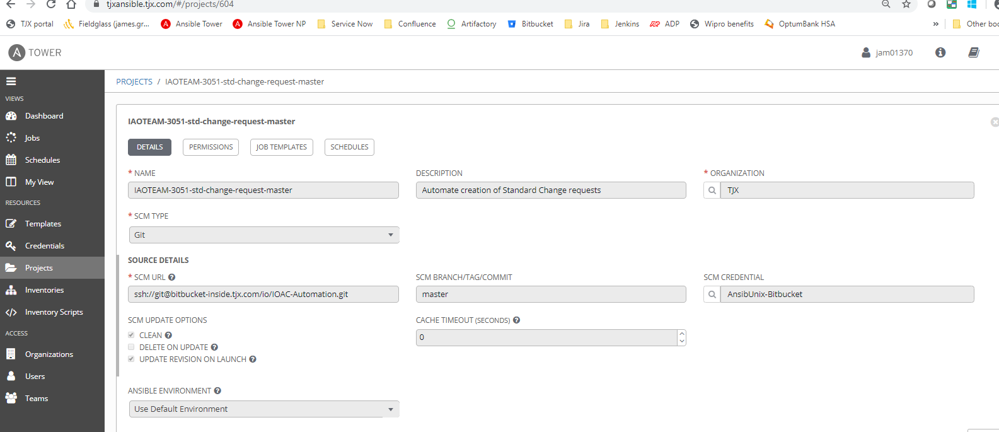 tjxansible.tjx.com/#/projects/604
TJX portal Fieldglass (james.gr... Ansible Tower Ansible Tower NP Service Now Confluence Artifactory Bitbucket Jira Jenkins ADP Wipro benefits OptumBank HSA » Other boo
A TOWER jam01370
PROJECTS / IAOTEAM-3051-std-change-request-master
VIEWS
Dashboard
Jobs
Schedules
My View
RESOURCES
Templates
Credentials
Projects
Inventories
Inventory Scripts
ACCESS
Organizations
Users
Teams
IAOTEAM-3051-std-change-request-master
DETAILS PERMISSIONS JOB TEMPLATES SCHEDULES
* NAME DESCRIPTION * ORGANIZATION
IAOTEAM-3051-std-change-request-master Automate creation of Standard Change requests TJX
* SCM TYPE
Git
SOURCE DETAILS
* SCM URL ? SCM BRANCH/TAG/COMMIT SCM CREDENTIAL
ssh://git@bitbucket-inside.tjx.com/io/IOAC-Automation.git master AnsibUnix-Bitbucket
SCM UPDATE OPTIONS CACHE TIMEOUT (SECONDS) ?
CLEAN ? 0
DELETE ON UPDATE ?
UPDATE REVISION ON LAUNCH ?
ANSIBLE ENVIRONMENT ?
Use Default Environment